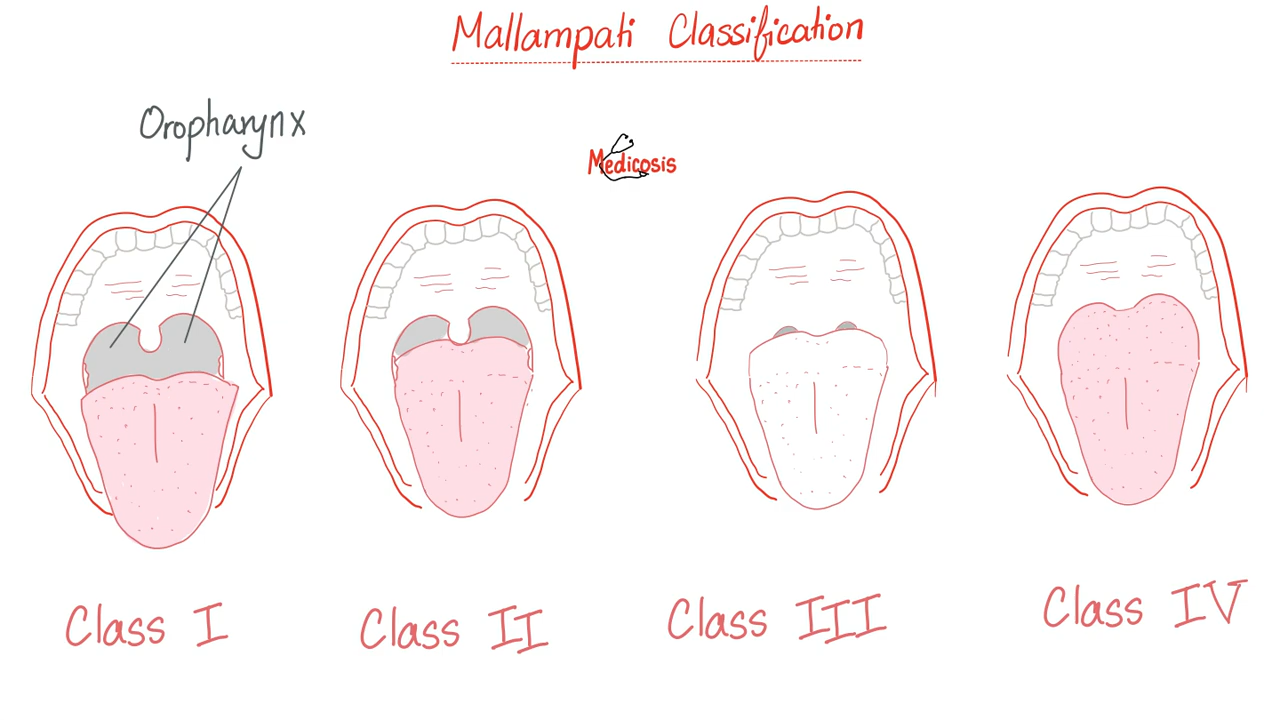 Mallampati Classification
Oropharynx
Medicosis
Class I
Class II
Class III
Class IV